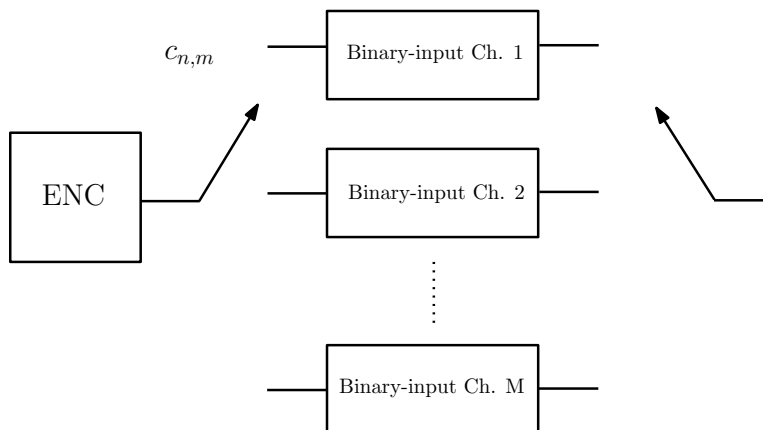 c_{n,m}
Binary-input Ch. 1
ENC
Binary-input Ch. 2
Binary-input Ch. M